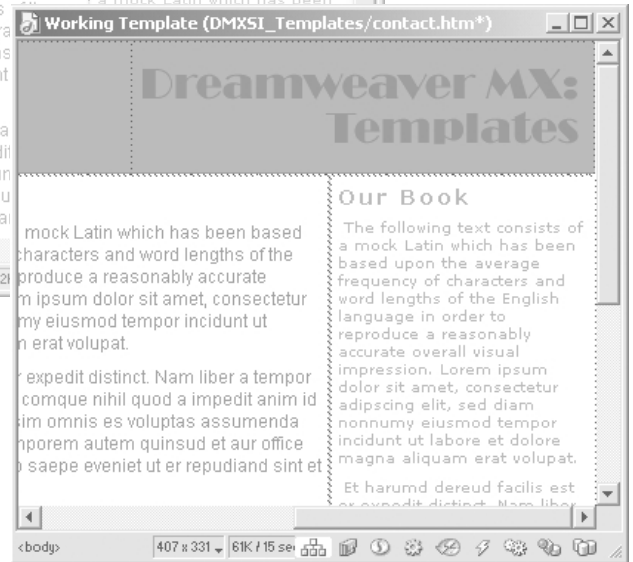 Working Template (DMXSI_Templates/contact.htm*)
Dreamweaver MX:
Templates
mock Latin which has been based
characters and word lengths of the
produce a reasonably accurate
m ipsum dolor sit amet, consectetur
my eiusmod tempor incidunt ut
n erat volupat.
expedit distinct. Nam liber a tempor
comque nihil quod a impedit anim id
sim omnis es voluptas assumenda
mporem autem quinsud et aur office
saepe eveniet ut er repudiand sint et
Our Book
The following text consists of
a mock Latin which has been
based upon the average
frequency of characters and
word lengths of the English
language in order to
reproduce a reasonably
accurate overall visual
impression. Lorem ipsum
dolor sit amet, consectetur
adipscing elit, sed diam
nonnumy eiusmod tempor
incidunt ut labore et dolore
magna aliquam erat volupat.
Et harumd dereud facilis est
er expedit distinct. Nam liber
<body>
407 x 331
61K / 15 sec